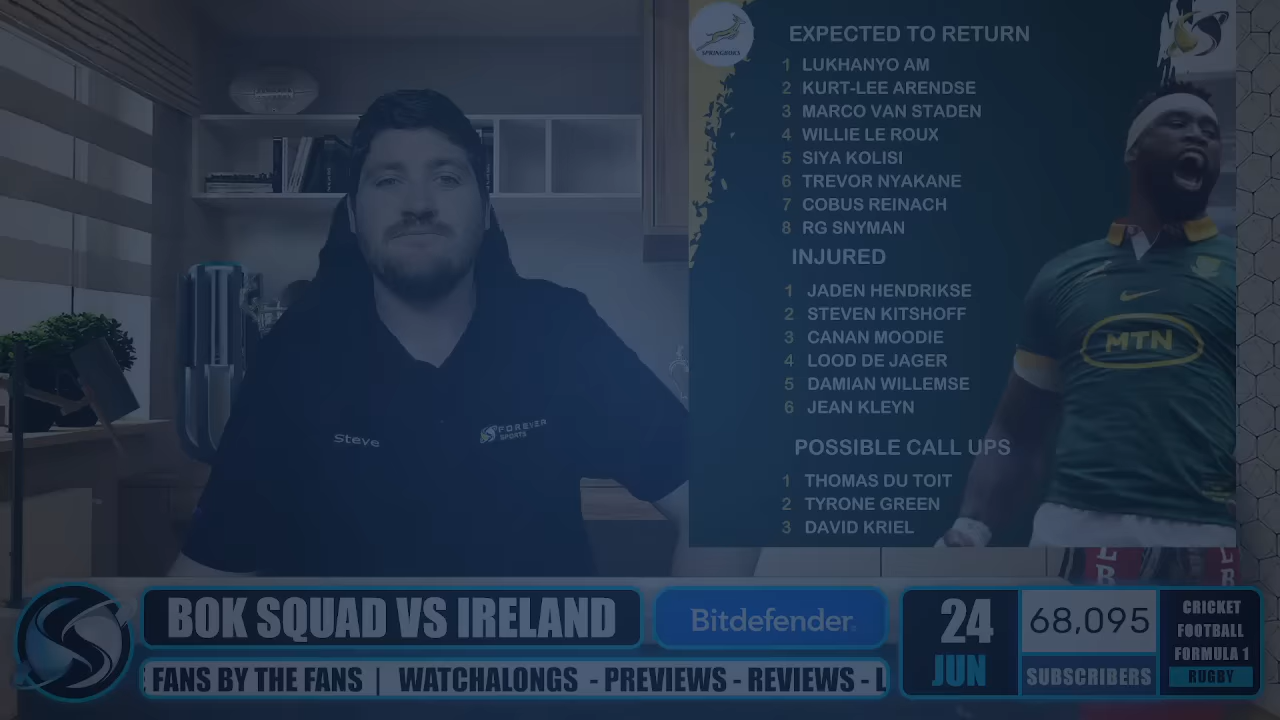 SPRINGBOKS
EXPECTED TO RETURN
1 LUKHANYO AM
2 KURT-LEE ARENDSE
3 MARCO VAN STADEN
4 WILLIE LE ROUX
5 SIYA KOLISI
6 TREVOR NYAKANE
7 COBUS REINACH
8 RG SNYMAN
INJURED
1 JADEN HENDRIKSE
2 STEVEN KITSHOFF
3 CANAN MOODIE
4 LOOD DE JAGER
5 DAMIAN WILLEMSE
6 JEAN KLEYN
POSSIBLE CALL UPS
1 THOMAS DU TOIT
2 TYRONE GREEN
3 DAVID KRIEL
MTN
Steve
FOREVER
SPORTS
BOK SQUAD VS IRELAND
Bitdefender
24
JUN
68,095
SUBSCRIBERS
CRICKET
FOOTBALL
FORMULA 1
RUGBY
FANS BY THE FANS | WATCHALONGS - PREVIEWS - REVIEWS - L